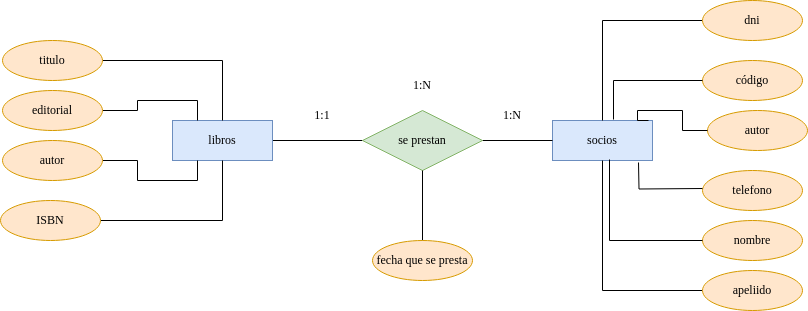 dni
titulo
código
1:N
editorial
1:1
1:N
autor
libros
se prestan
socios
autor
telefono
ISBN
nombre
fecha que se presta
apeliido